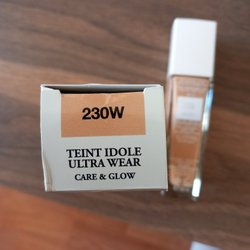 230W
TEINT IDOLE
ULTRA WEAR
CARE & GLOW